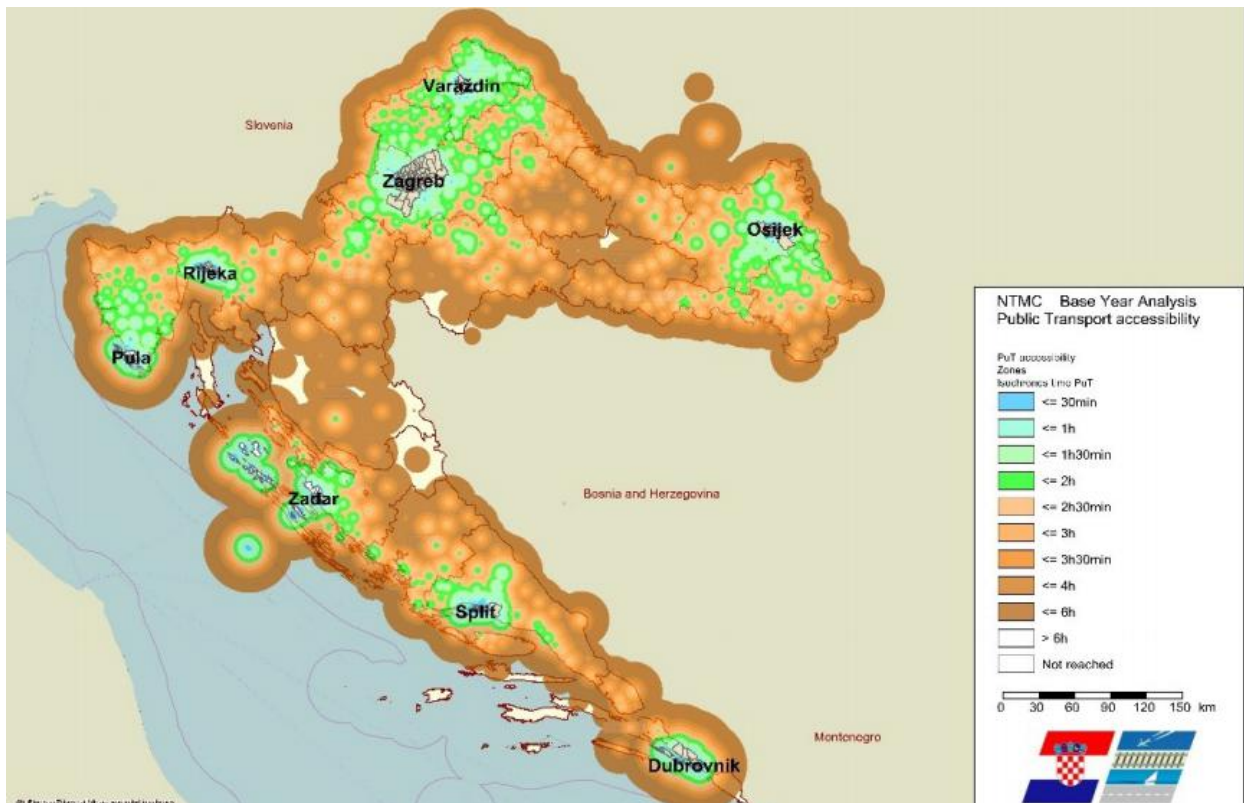 Varaždin
Slovenia
Zagreb
Osijek
Rijeka
Pula
Zadar
Bosnia and Herzegovina
Split
Montenegro
Dubrovnik
NTMC Base Year Analysis
Public Transport accessibility
PuT accessibility
Zones
Isochrones time PuT
<= 30min
<= 1h
<= 1h30min
<= 2h
<= 2h30min
<= 3h
<= 3h30min
<= 4h
<= 6h
> 6h
Not reached
0 30 60 90 120 150 km